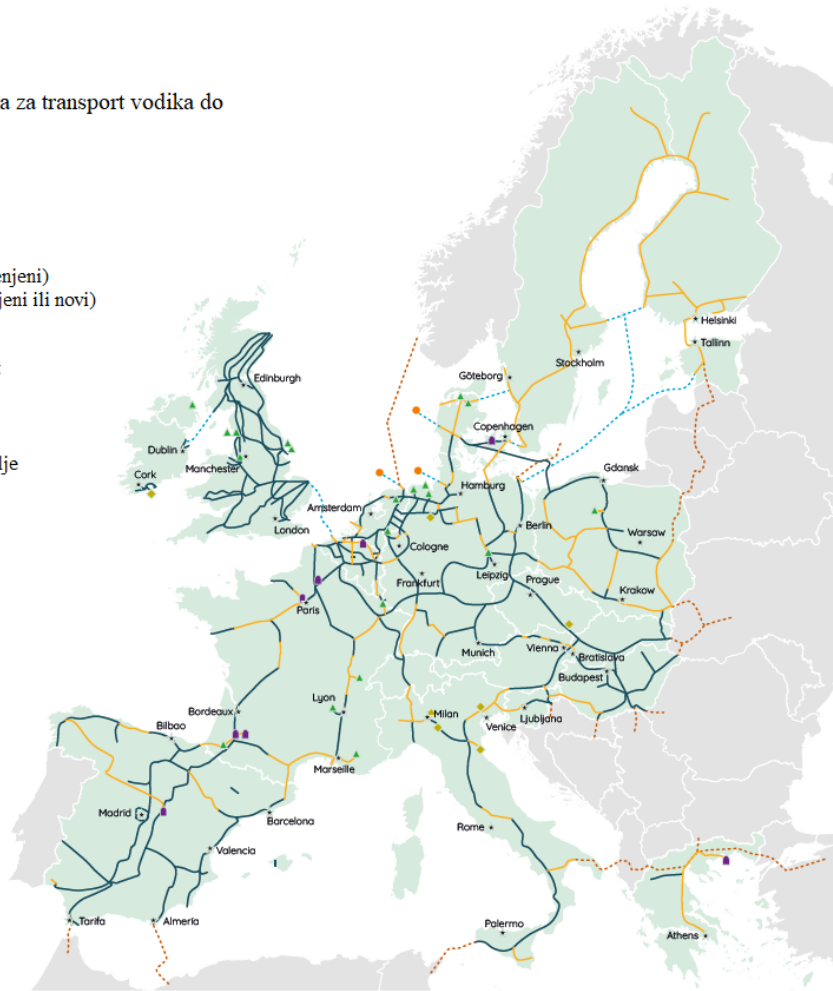 a za transport vodika do
enjeni)
jeni ili novi)
lje
Helsinki
Tallinn
Stockholm
Göteborg
Edinburgh
Copenhagen
Dublin
Manchester
Cork
Gdansk
Hamburg
Amsterdam
London
Berlin
Warsaw
Cologne
Leipzig
Frankfurt
Prague
Krakow
Paris
Munich
Vienna
Bratislava
Budapest
Lyon
Bordeaux
Milan
Ljubljana
Venice
Bilbao
Marseille
Madrid
Barcelona
Rome
Valencia
Tarifa
Almería
Palermo
Athens